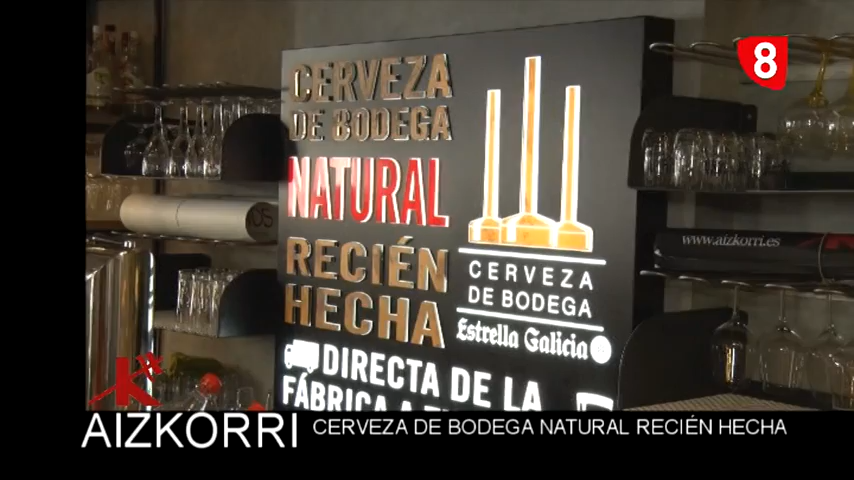 8
CERVEZA
DE BODEGA
NATURAL
RECIÉN
HECHA
CERVEZA
DE BODEGA
Estrella Galicia
DIRECTA DE LA
FÁBRICA A
www.aizkorri.es
AIZKORRI CERVEZA DE BODEGA NATURAL RECIÉN HECHA